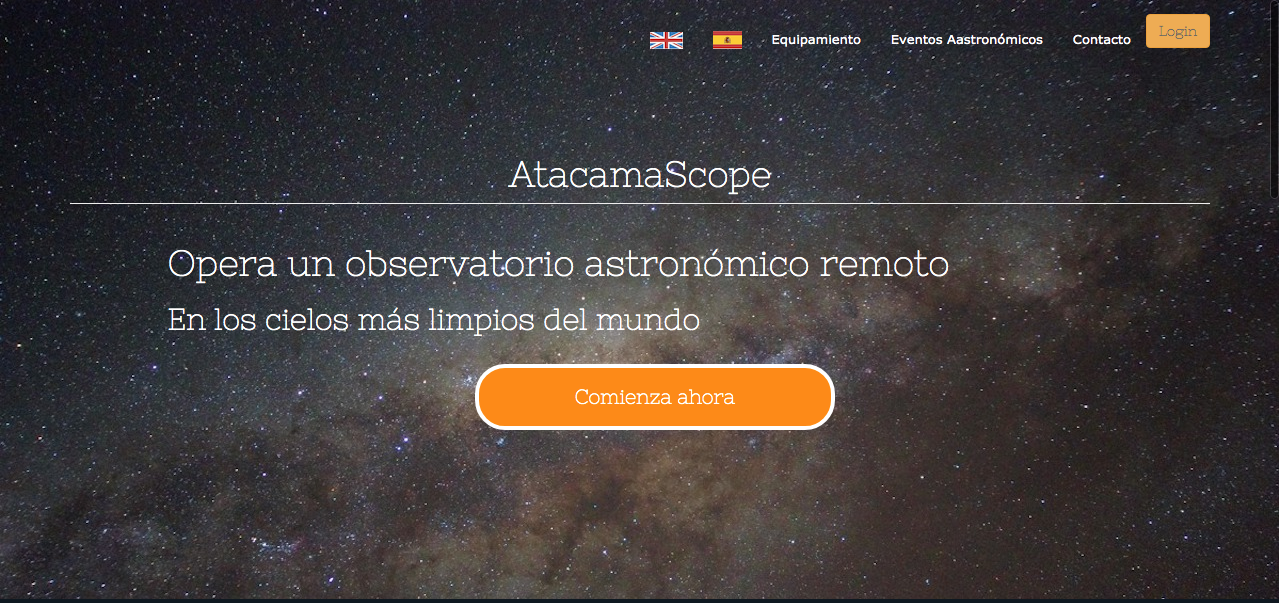 Equipamiento Eventos Aastronómicos Contacto Login
AtacamaScope
Opera un observatorio astronómico remoto
En los cielos más limpios del mundo
Comienza ahora